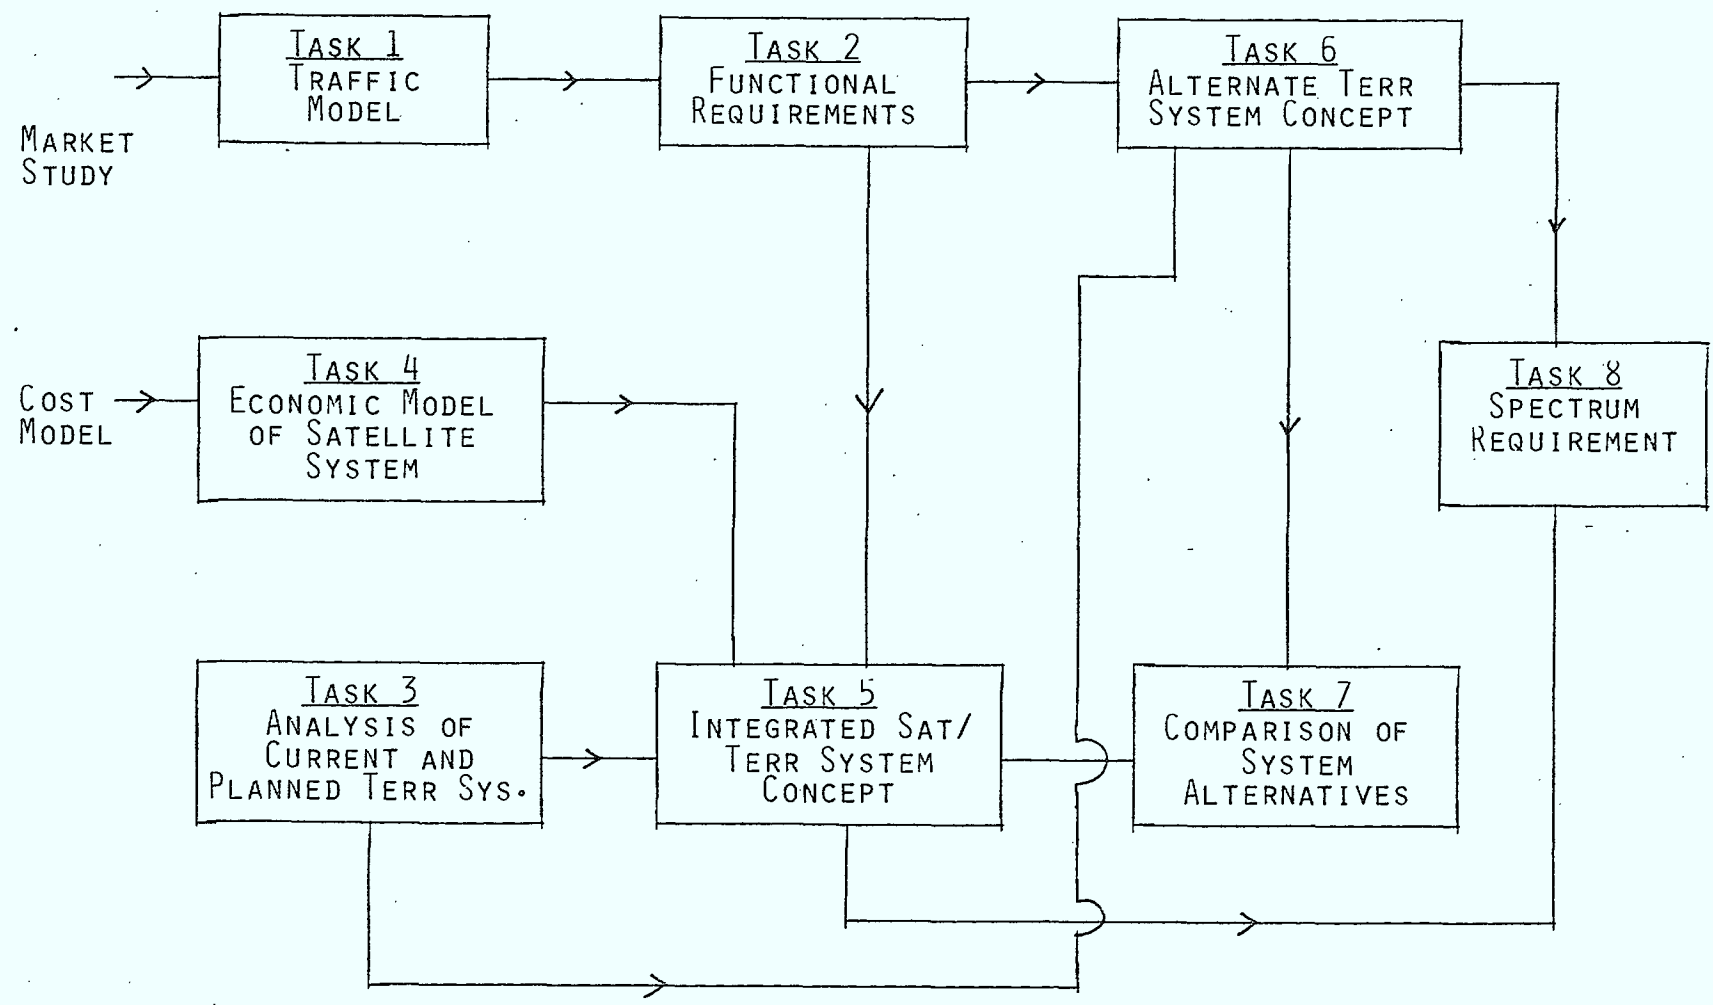 TASK 1
TRAFFIC
MODEL
TASK 2
FUNCTIONAL
REQUIREMENTS
TASK 6
ALTERNATE TERR
SYSTEM CONCEPT
MARKET
STUDY
TASK 4
ECONOMIC MODEL
OF SATELLITE
SYSTEM
COST
MODEL
TASK 8
SPECTRUM
REQUIREMENT
TASK 3
ANALYSIS OF
CURRENT AND
PLANNED TERR SYS.
TASK 5
INTEGRATED SAT/
TERR SYSTEM
CONCEPT
TASK 7
COMPARISON OF
SYSTEM
ALTERNATIVES